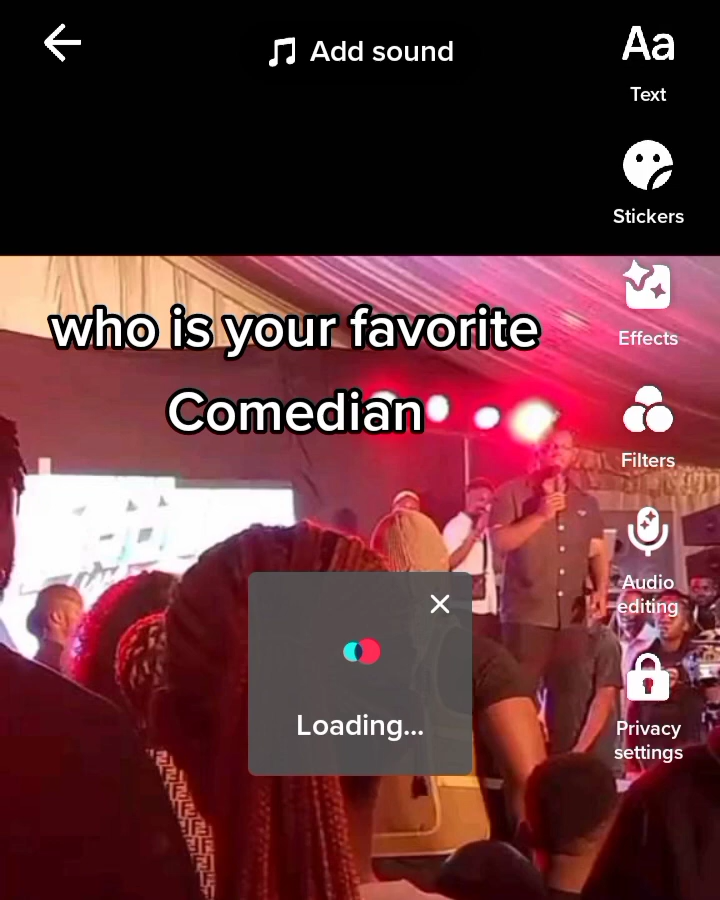 Add sound
Aa
Text
Stickers
Effects
who is your favorite
Comedian
Filters
Audio
editing
Loading...
Privacy
settings